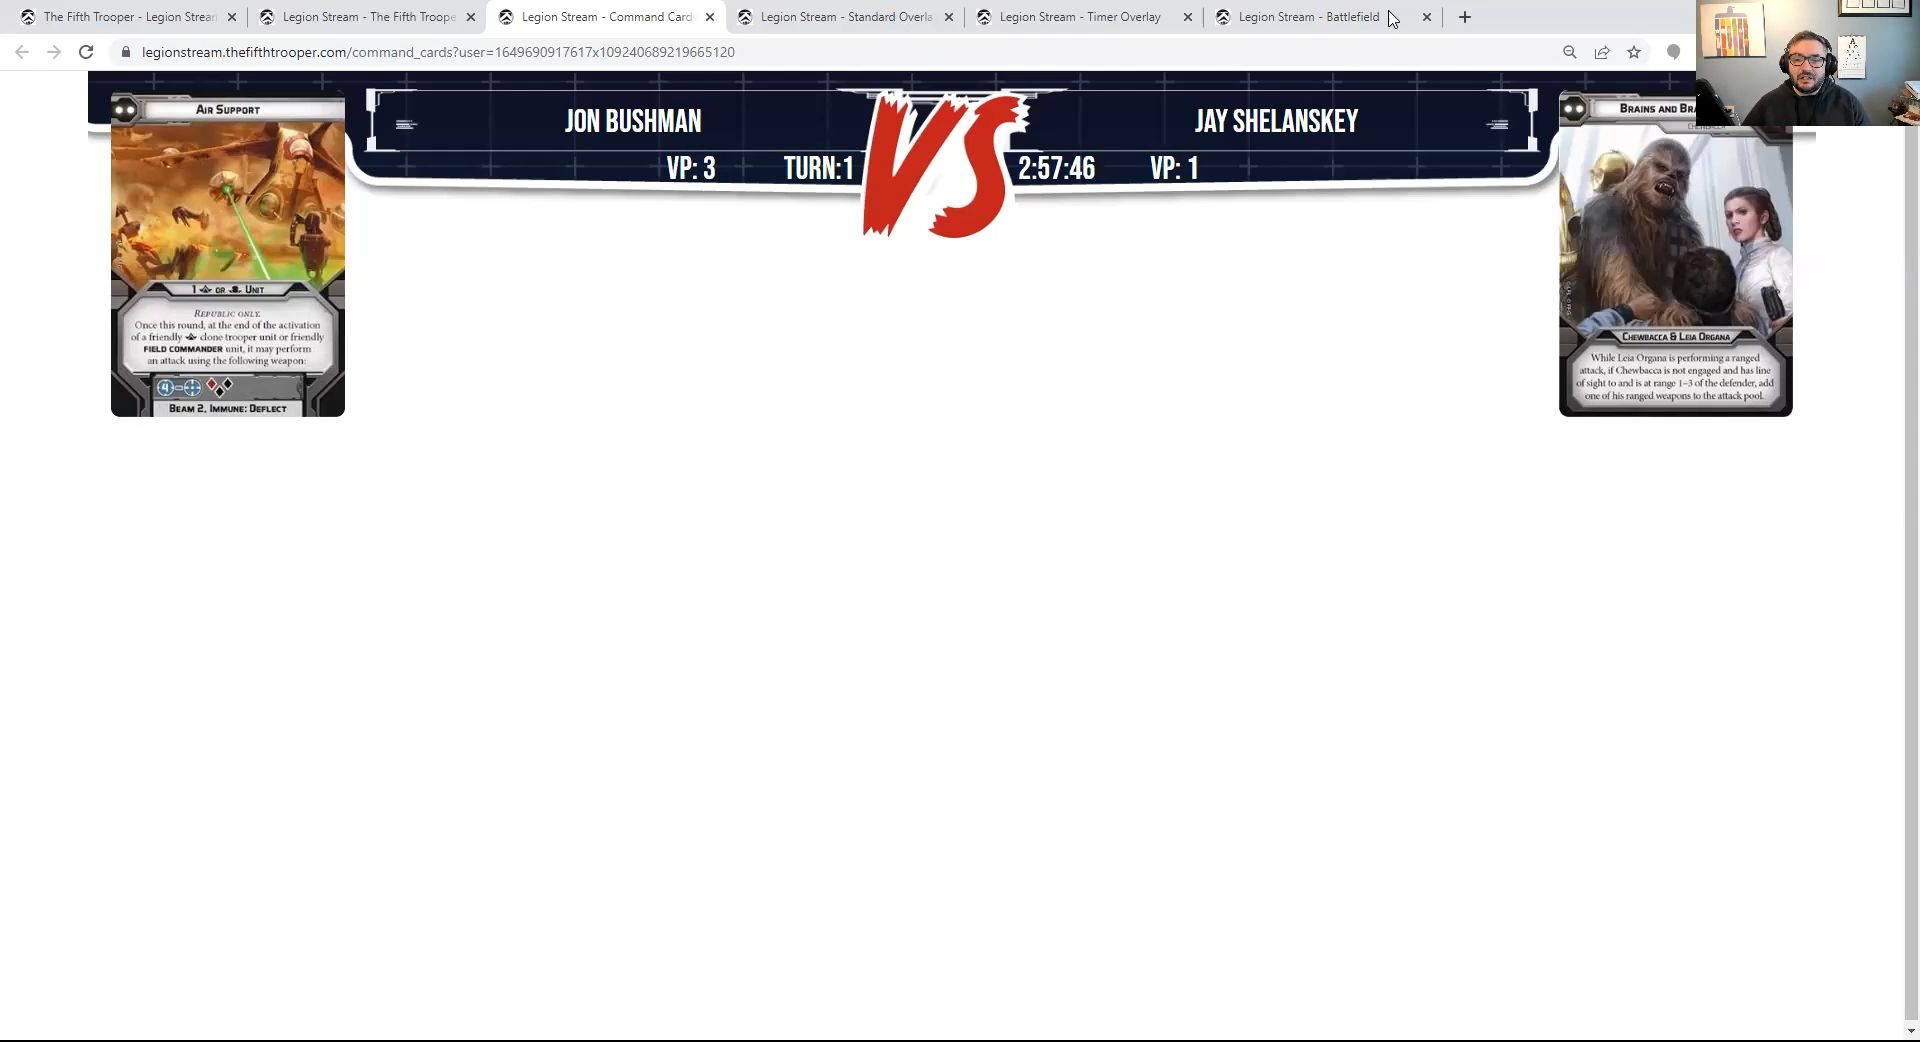 The Fifth Trooper - Legion Strean
Legion Stream - The Fifth Troope
Legion Stream - Command Card
Legion Stream - Standard Overla
Legion Stream - Timer Overlay
Legion Stream - Battlefield
legionstream.thefifthtrooper.com/command_cards?user=1649690917617x109240689219665120
AIR SUPPORT
JON BUSHMAN
VS
JAY SHELANSKEY
BRAINS AND BRA
VP: 3
TURN:1
2:57:46
VP: 1
1 OR UNIT
REPUBLIC ONLY.
Once this round, at the end of the activation
of a friendly clone trooper unit or friendly
FIELD COMMANDER unit, it may perform
an attack using the following weapon:
4
BEAM 2, IMMUNE: DEFLECT
CHEWBACCA & LEIA ORGANA
While Leia Organa is performing a ranged
attack, if Chewbacca is not engaged and has line
of sight to and is at range 1–3 of the defender, add
one of his ranged weapons to the attack pool.